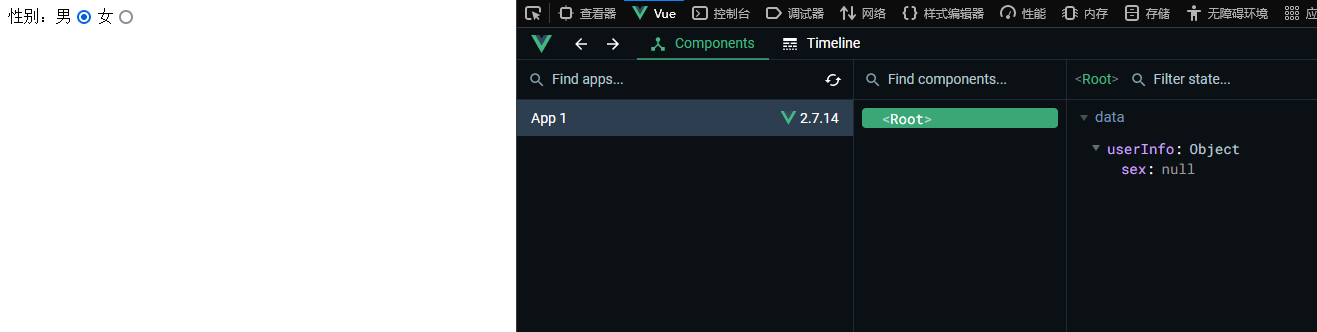 性别：男 女
查看器 Vue 控制台 调试器 网络 {} 样式编辑器 性能 内存 存储 无障碍环境 应
Components Timeline
Find apps... Find components... <Root> Filter state...
App 1 2.7.14 <Root> data
userInfo: Object
sex: null